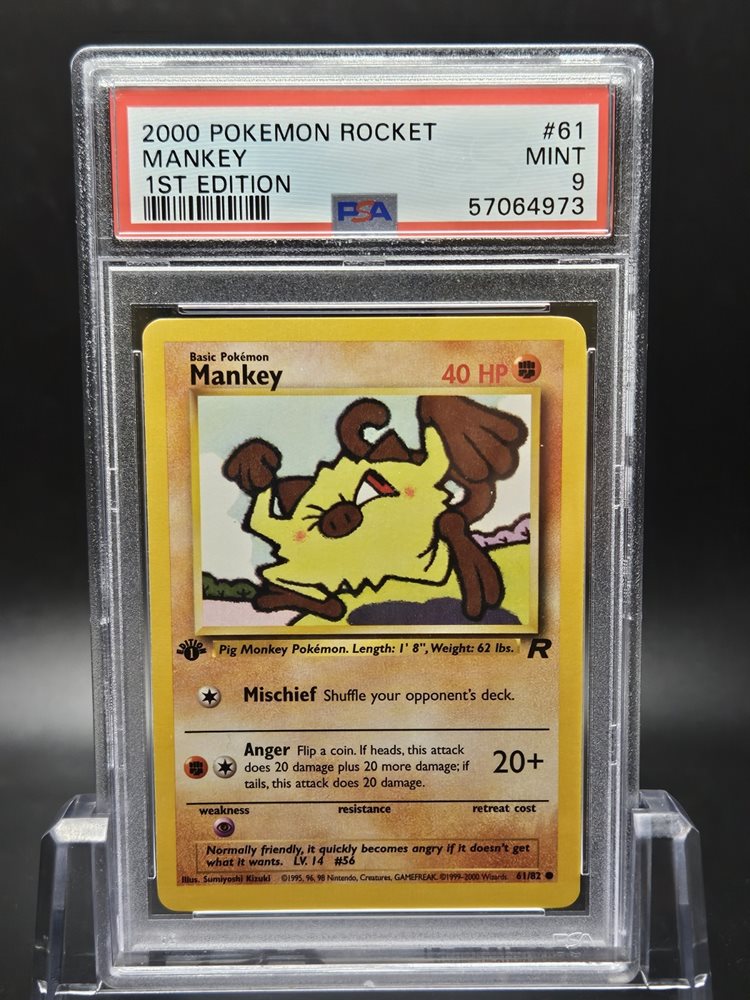 2000 POKEMON ROCKET #61
MANKEY MINT
1ST EDITION 9
PSA 57064973
Basic Pokémon
Mankey 40 HP
EDITION
1
Pig Monkey Pokémon. Length: 1' 8", Weight: 62 lbs. R
Mischief Shuffle your opponent's deck.
Anger Flip a coin. If heads, this attack
does 20 damage plus 20 more damage; if
tails, this attack does 20 damage.
20+
weakness resistance retreat cost
Normally friendly, it quickly becomes angry if it doesn't get
what it wants. LV. 14 #56
Illus. Sumiyoshi Kizuki ©1995, 96, 98 Nintendo, Creatures, GAMEFREAK. ©1999-2000 Wizards. 61/82